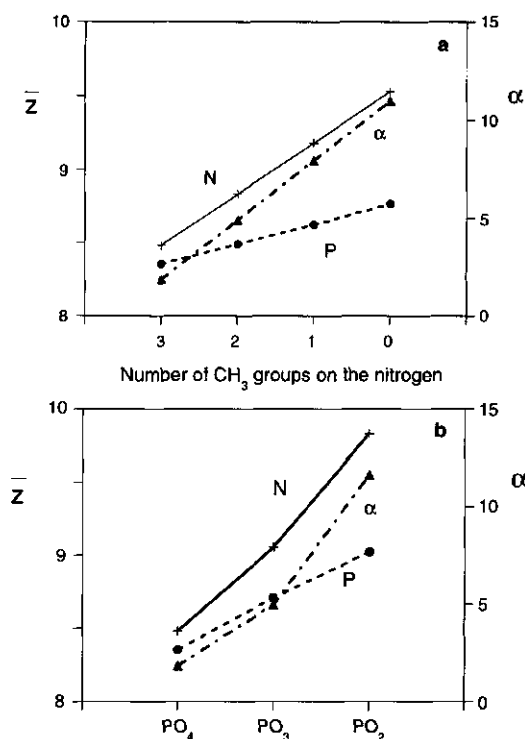 10
15
a
Z̅
α
10
N
α
9
5
P
8
0
3
2
1
0
Number of CH₃ groups on the nitrogen
10
15
b
Z̅
α
N
10
α
9
5
P
8
0
PO₄
PO₃
PO₂